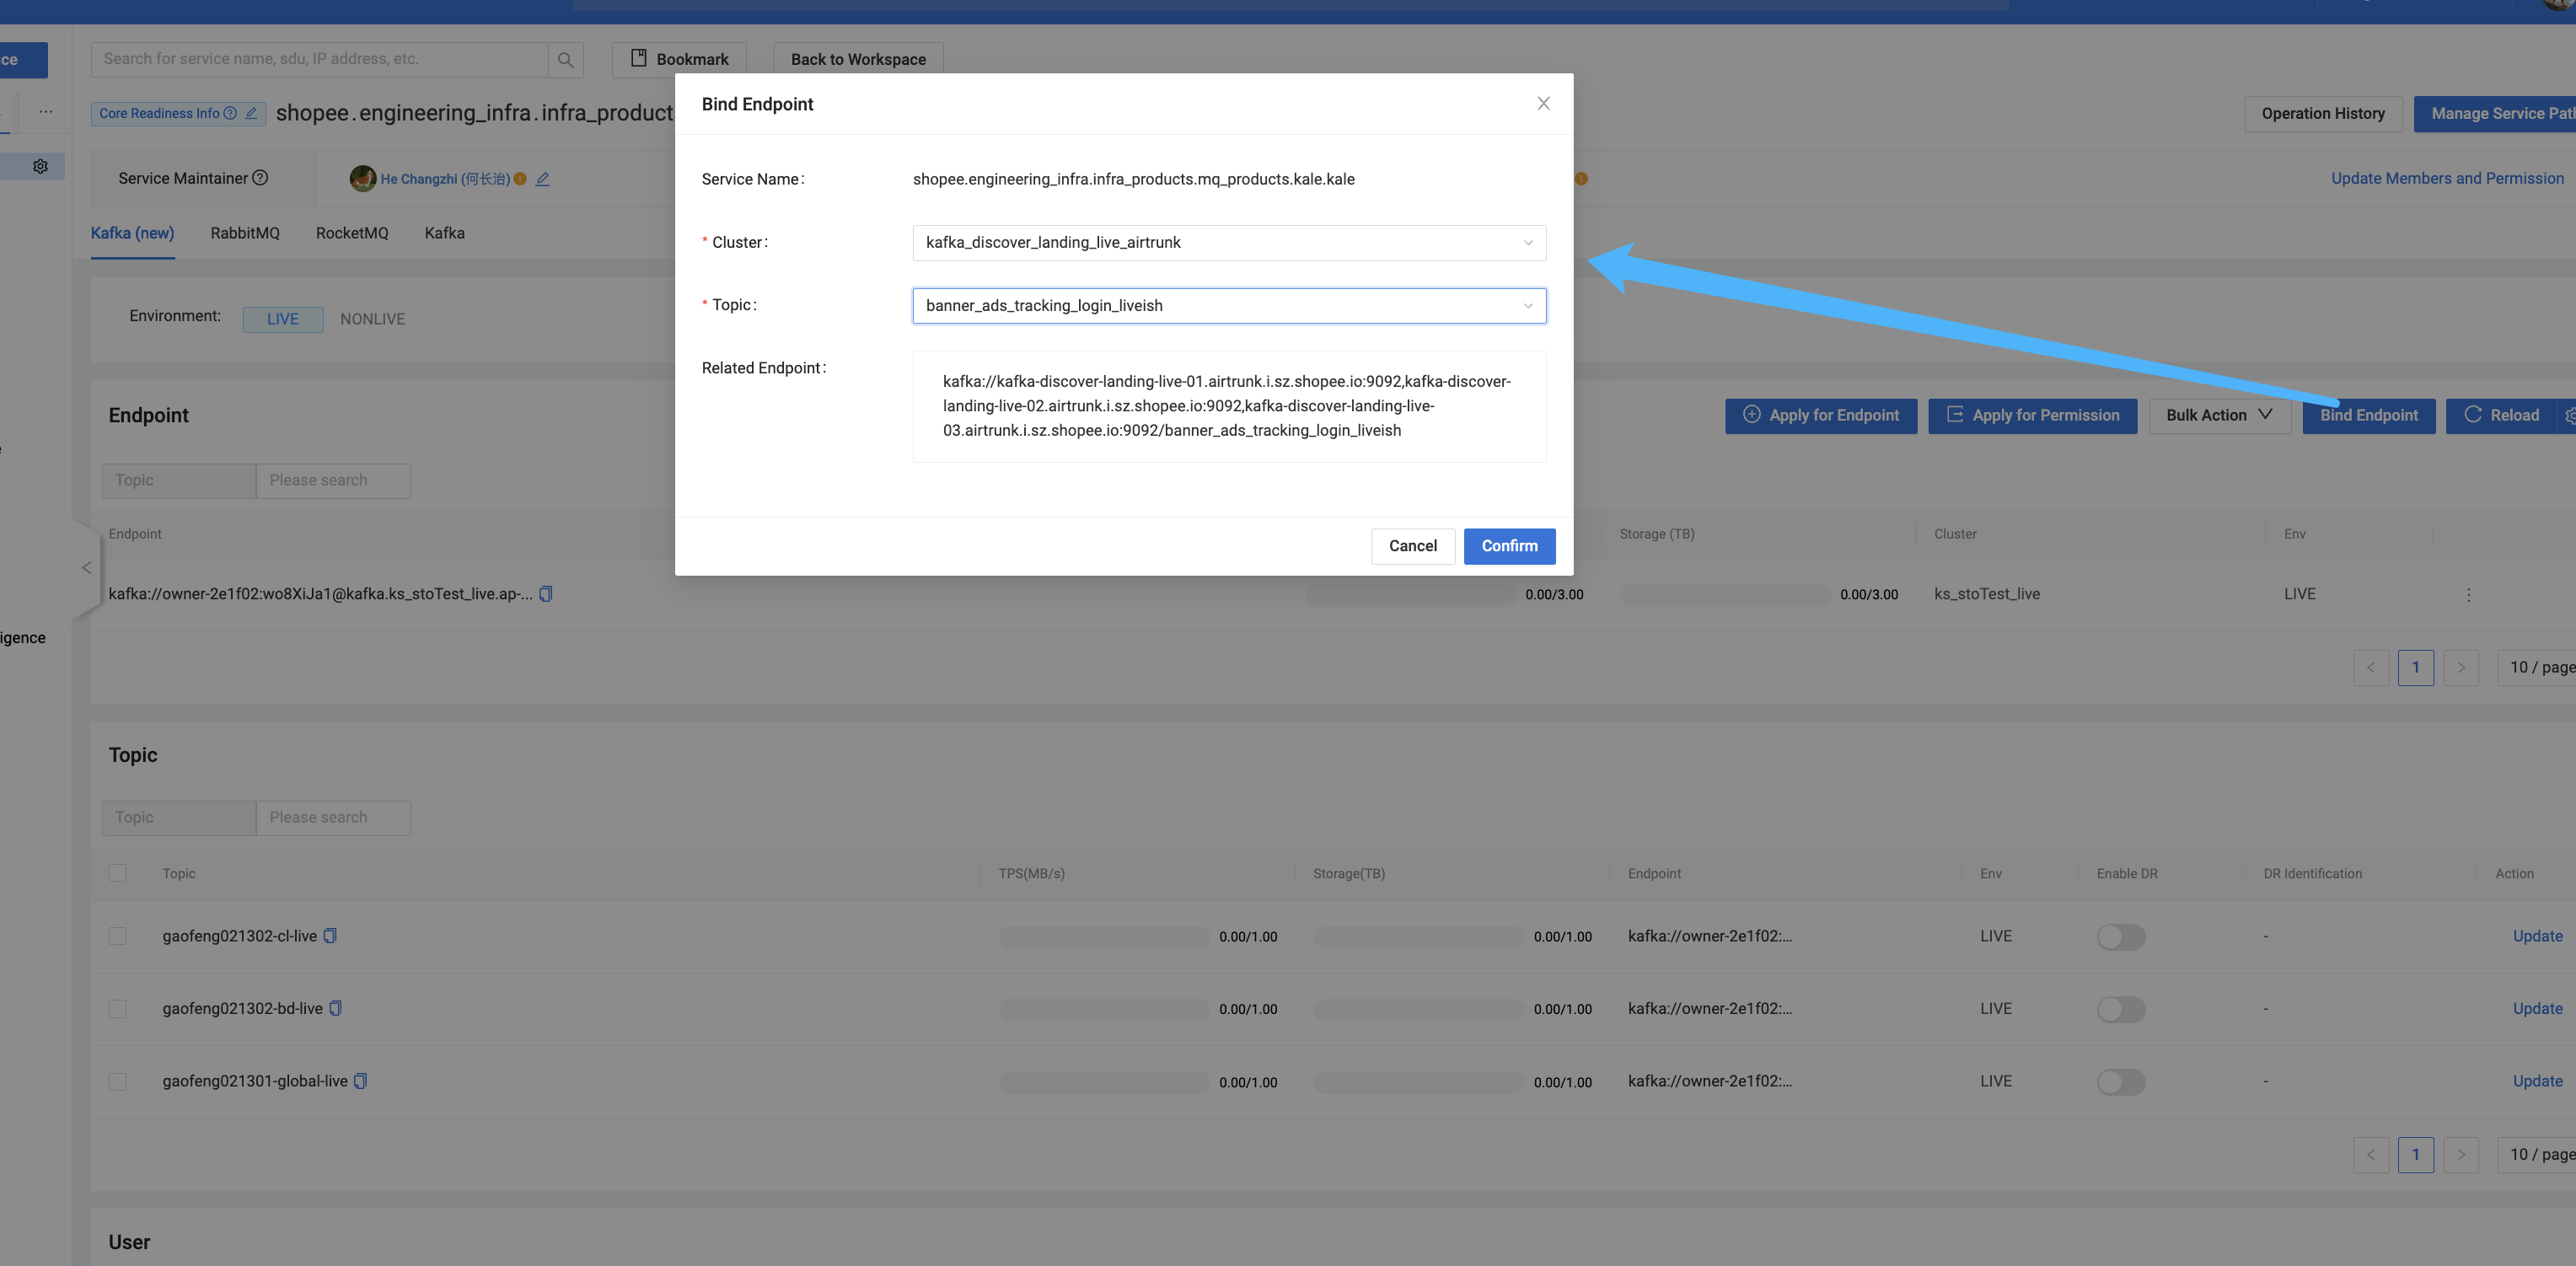 ce
Search for service name, sdu, IP address, etc.
Bookmark
Back to Workspace
Core Readiness Info
shopee.engineering_infra.infra_product
Operation History
Manage Service Pat
Service Maintainer
He Changzhi (何长治)
Update Members and Permission
Kafka (new)
RabbitMQ
RocketMQ
Kafka
Environment:
LIVE
NONLIVE
Bind Endpoint
Service Name:
shopee.engineering_infra.infra_products.mq_products.kale.kale
* Cluster:
kafka_discover_landing_live_airtrunk
* Topic:
banner_ads_tracking_login_liveish
Related Endpoint:
kafka://kafka-discover-landing-live-01.airtrunk.i.sz.shopee.io:9092,kafka-discover-
landing-live-02.airtrunk.i.sz.shopee.io:9092,kafka-discover-landing-live-
03.airtrunk.i.sz.shopee.io:9092/banner_ads_tracking_login_liveish
Cancel
Confirm
Endpoint
Apply for Endpoint
Apply for Permission
Bulk Action
Bind Endpoint
Reload
Topic
Please search
Endpoint
Storage (TB)
Cluster
Env
kafka://owner-2e1f02:wo8XiJa1@kafka.ks_stoTest_live.ap-...
0.00/3.00
0.00/3.00
ks_stoTest_live
LIVE
igence
1
10 / page
Topic
Topic
Please search
Topic
TPS(MB/s)
Storage(TB)
Endpoint
Env
Enable DR
DR Identification
Action
gaofeng021302-cl-live
0.00/1.00
0.00/1.00
kafka://owner-2e1f02:...
LIVE
-
Update
gaofeng021302-bd-live
0.00/1.00
0.00/1.00
kafka://owner-2e1f02:...
LIVE
-
Update
gaofeng021301-global-live
0.00/1.00
0.00/1.00
kafka://owner-2e1f02:...
LIVE
-
Update
1
10 / page
User